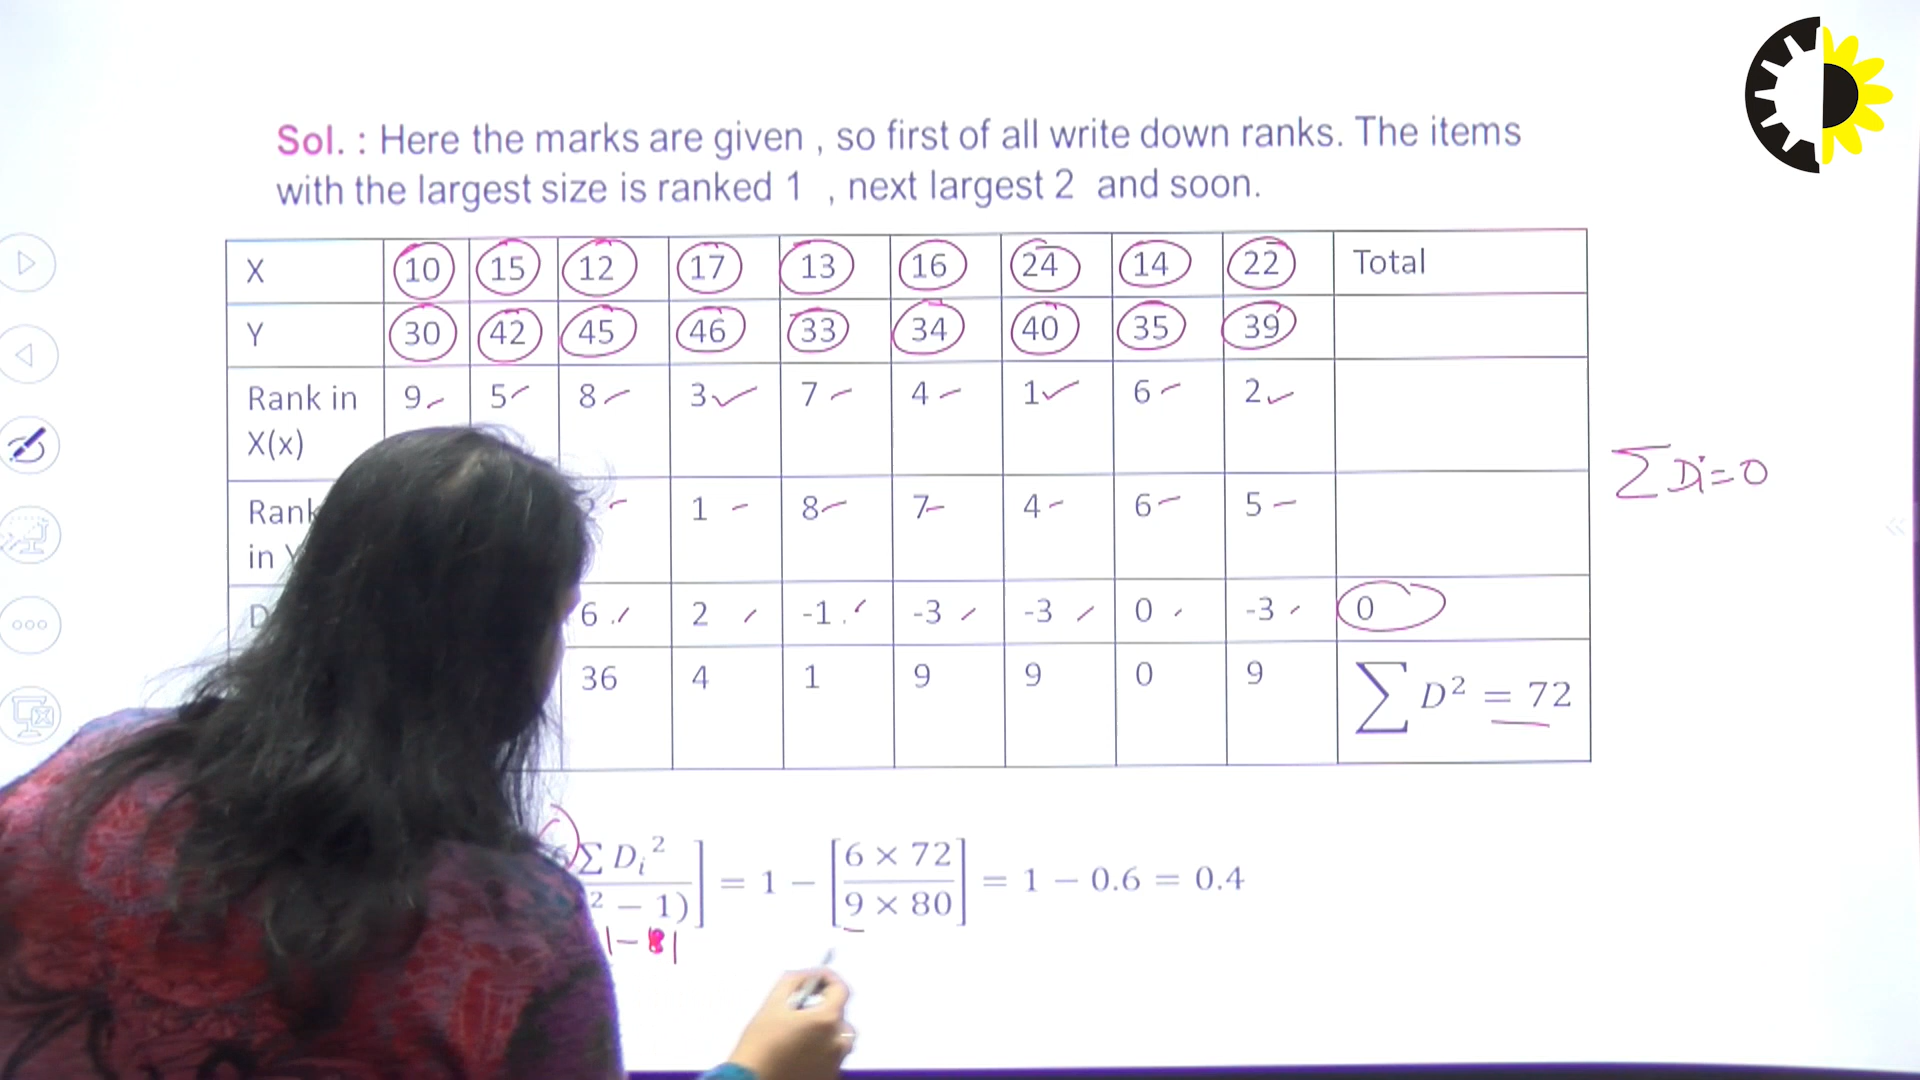 Sol. : Here the marks are given , so first of all write down ranks. The items
with the largest size is ranked 1 , next largest 2 and soon.
X 10 15 12 17 13 16 24 14 22 Total
Y 30 42 45 46 33 34 40 35 39
Rank in X(x) 9 5 8 3 7 4 1 6 2
Rank in 1 8 7 4 6 5
D 6 2 -1 -3 -3 0 -3 0
36 4 1 9 9 0 9 ∑ D² = 72
∑ Di = 0
∑ Dᵢ² / ² − 1) ] = 1 − [6 × 72 / 9 × 80] = 1 − 0.6 = 0.4